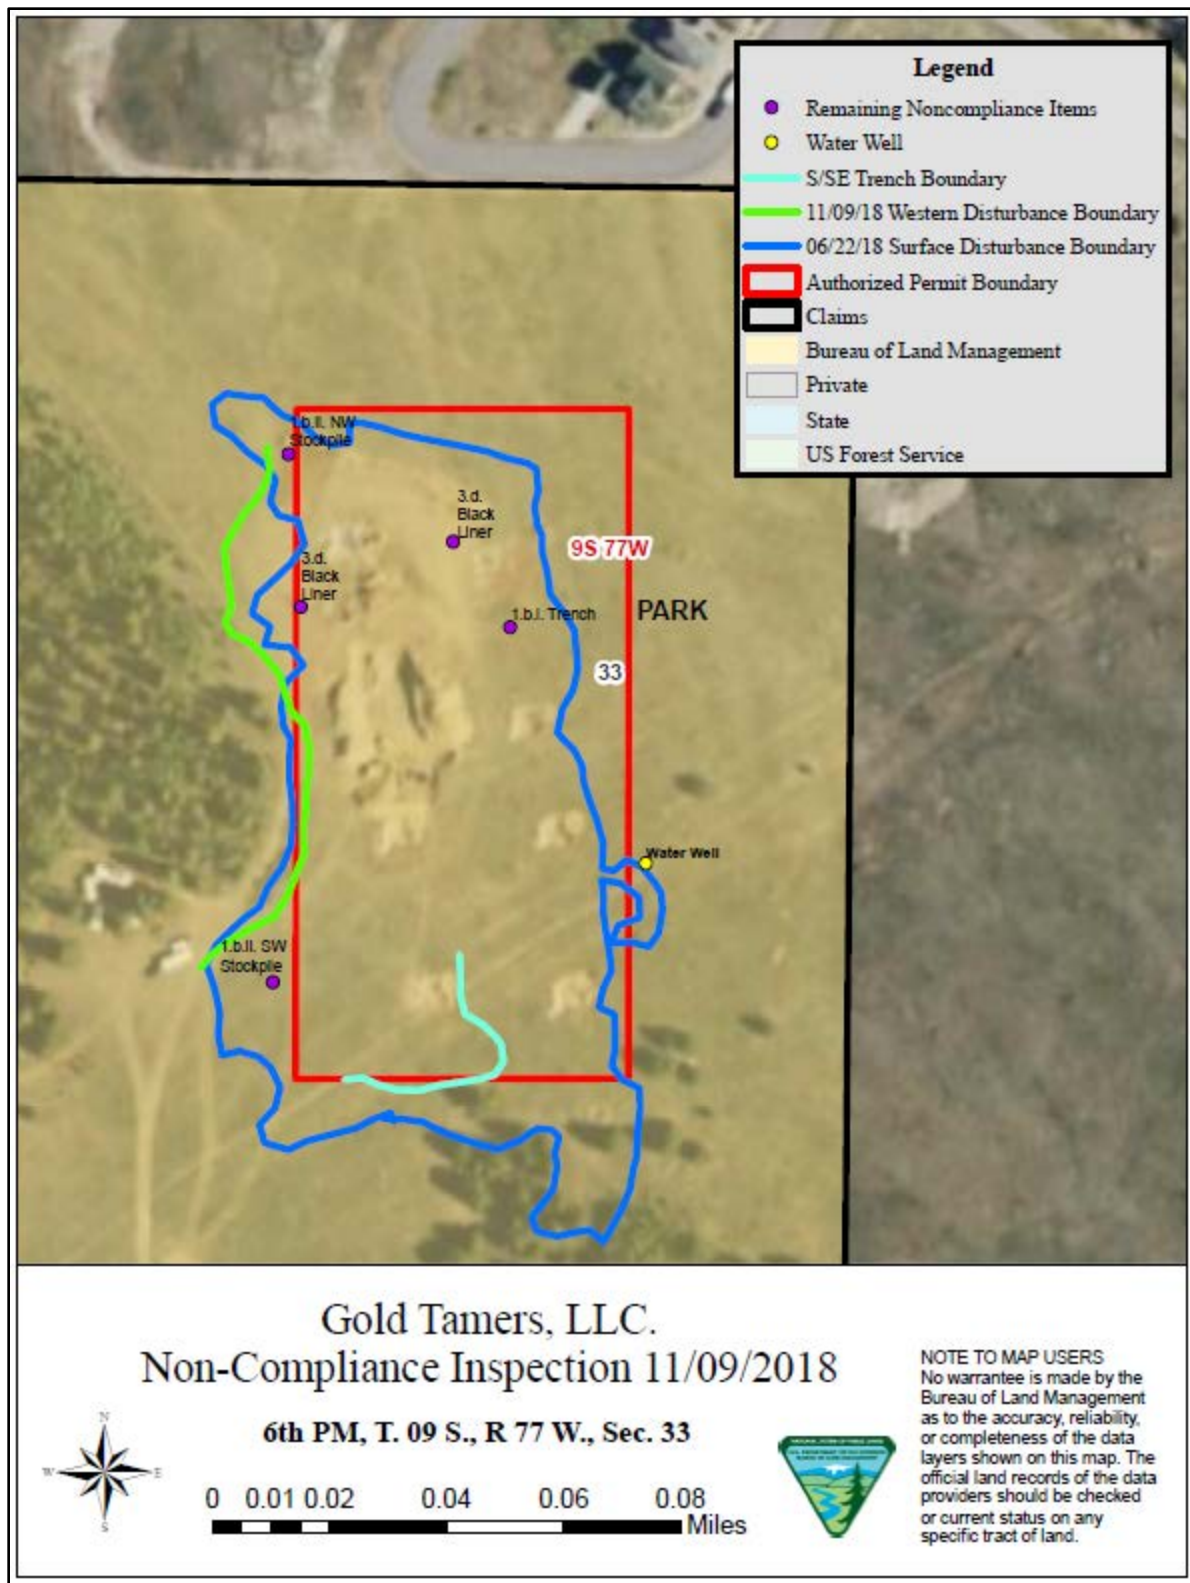 Legend
Remaining Noncompliance Items
Water Well
S/SE Trench Boundary
11/09/18 Western Disturbance Boundary
06/22/18 Surface Disturbance Boundary
Authorized Permit Boundary
Claims
Bureau of Land Management
Private
State
US Forest Service
1.b.II. NW
Stockpile
3.d.
Black
Liner
9S 77W
3.d.
Black
Liner
1.b.I. Trench
PARK
33
Water Well
1.b.II. SW
Stockpile
Gold Tamers, LLC.
Non-Compliance Inspection 11/09/2018
6th PM, T. 09 S., R 77 W., Sec. 33
N
W
E
S
0 0.01 0.02 0.04 0.06 0.08
Miles
NOTE TO MAP USERS
No warrantee is made by the
Bureau of Land Management
as to the accuracy, reliability,
or completeness of the data
layers shown on this map. The
official land records of the data
providers should be checked
or current status on any
specific tract of land.